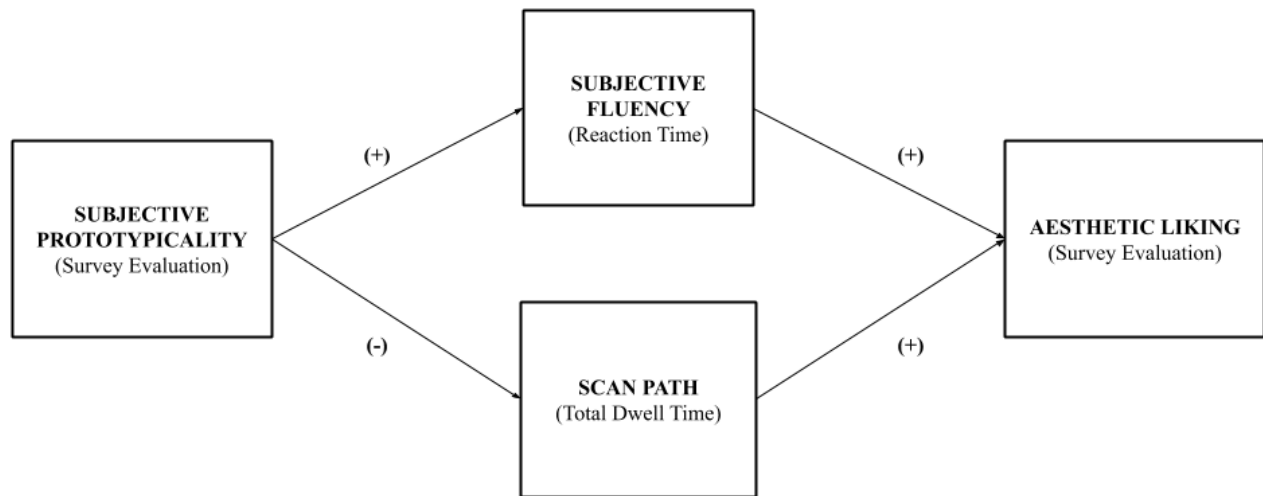 SUBJECTIVE
PROTOTYPICALITY
(Survey Evaluation)
(+)
SUBJECTIVE
FLUENCY
(Reaction Time)
(+)
(-)
SCAN PATH
(Total Dwell Time)
(+)
AESTHETIC LIKING
(Survey Evaluation)